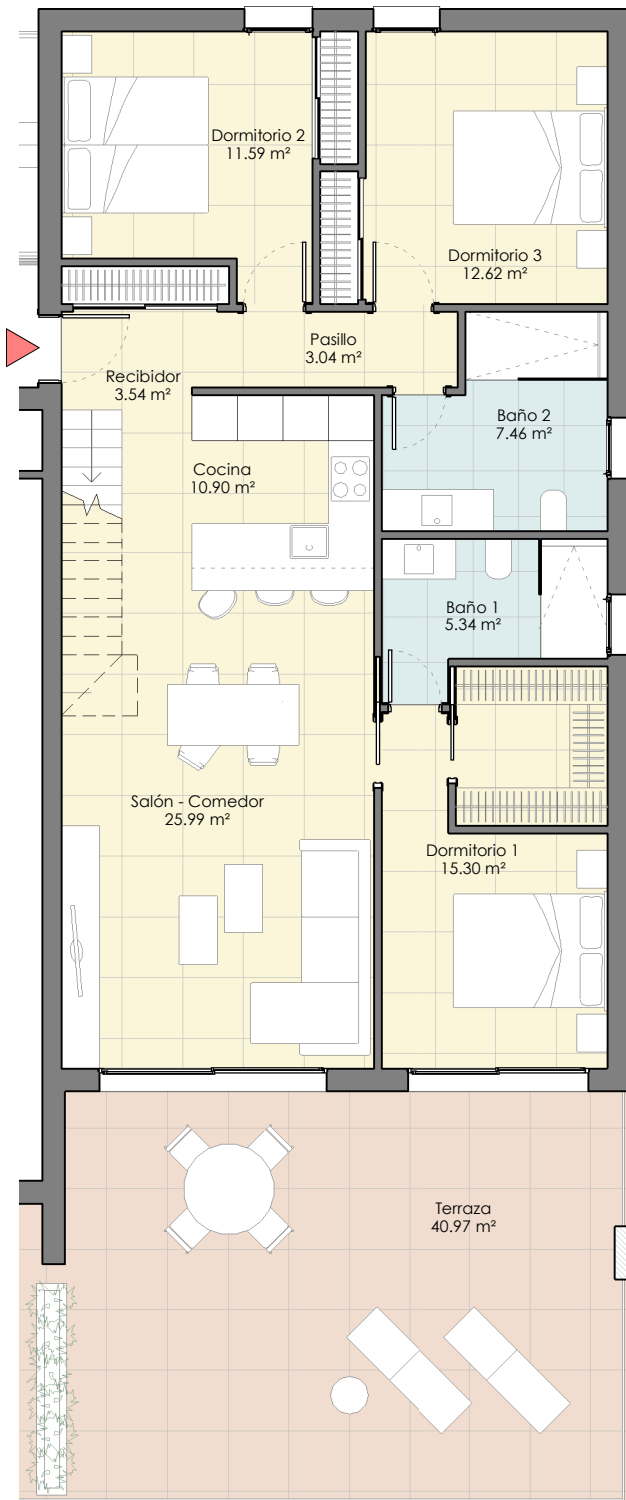 Dormitorio 2
11.59 m²
Dormitorio 3
12.62 m²
Pasillo
3.04 m²
Recibidor
3.54 m²
Baño 2
7.46 m²
Cocina
10.90 m²
Baño 1
5.34 m²
Salón - Comedor
25.99 m²
Dormitorio 1
15.30 m²
Terraza
40.97 m²